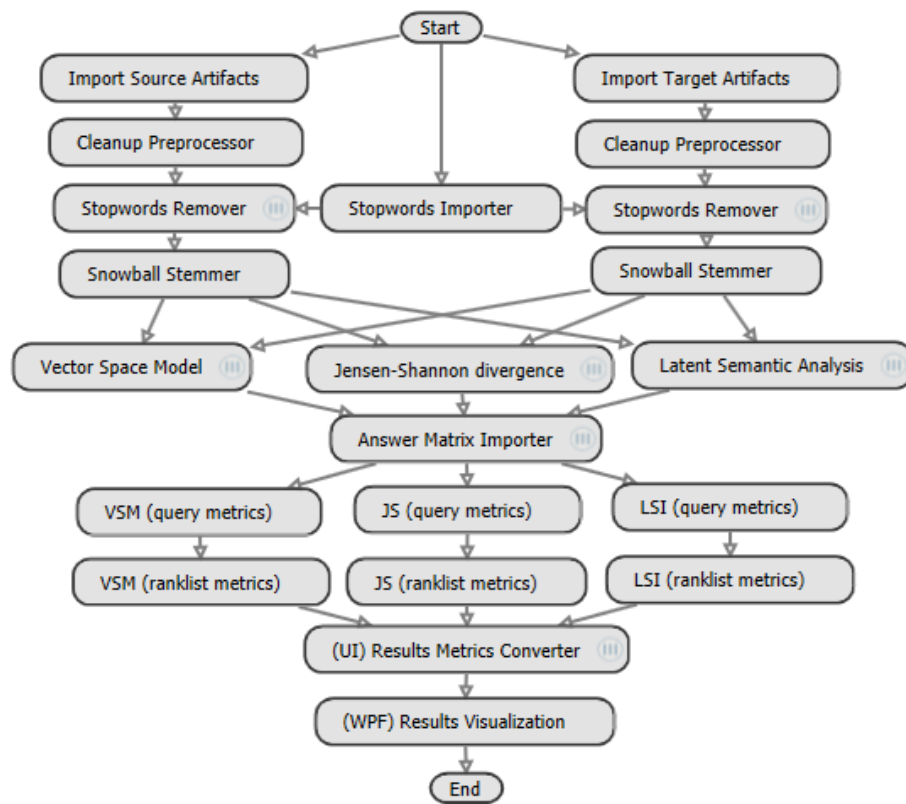 Start
Import Source Artifacts
Import Target Artifacts
Cleanup Preprocessor
Cleanup Preprocessor
Stopwords Remover
Stopwords Importer
Stopwords Remover
Snowball Stemmer
Snowball Stemmer
Vector Space Model
Jensen-Shannon divergence
Latent Semantic Analysis
Answer Matrix Importer
VSM (query metrics)
JS (query metrics)
LSI (query metrics)
VSM (ranklist metrics)
JS (ranklist metrics)
LSI (ranklist metrics)
(UI) Results Metrics Converter
(WPF) Results Visualization
End